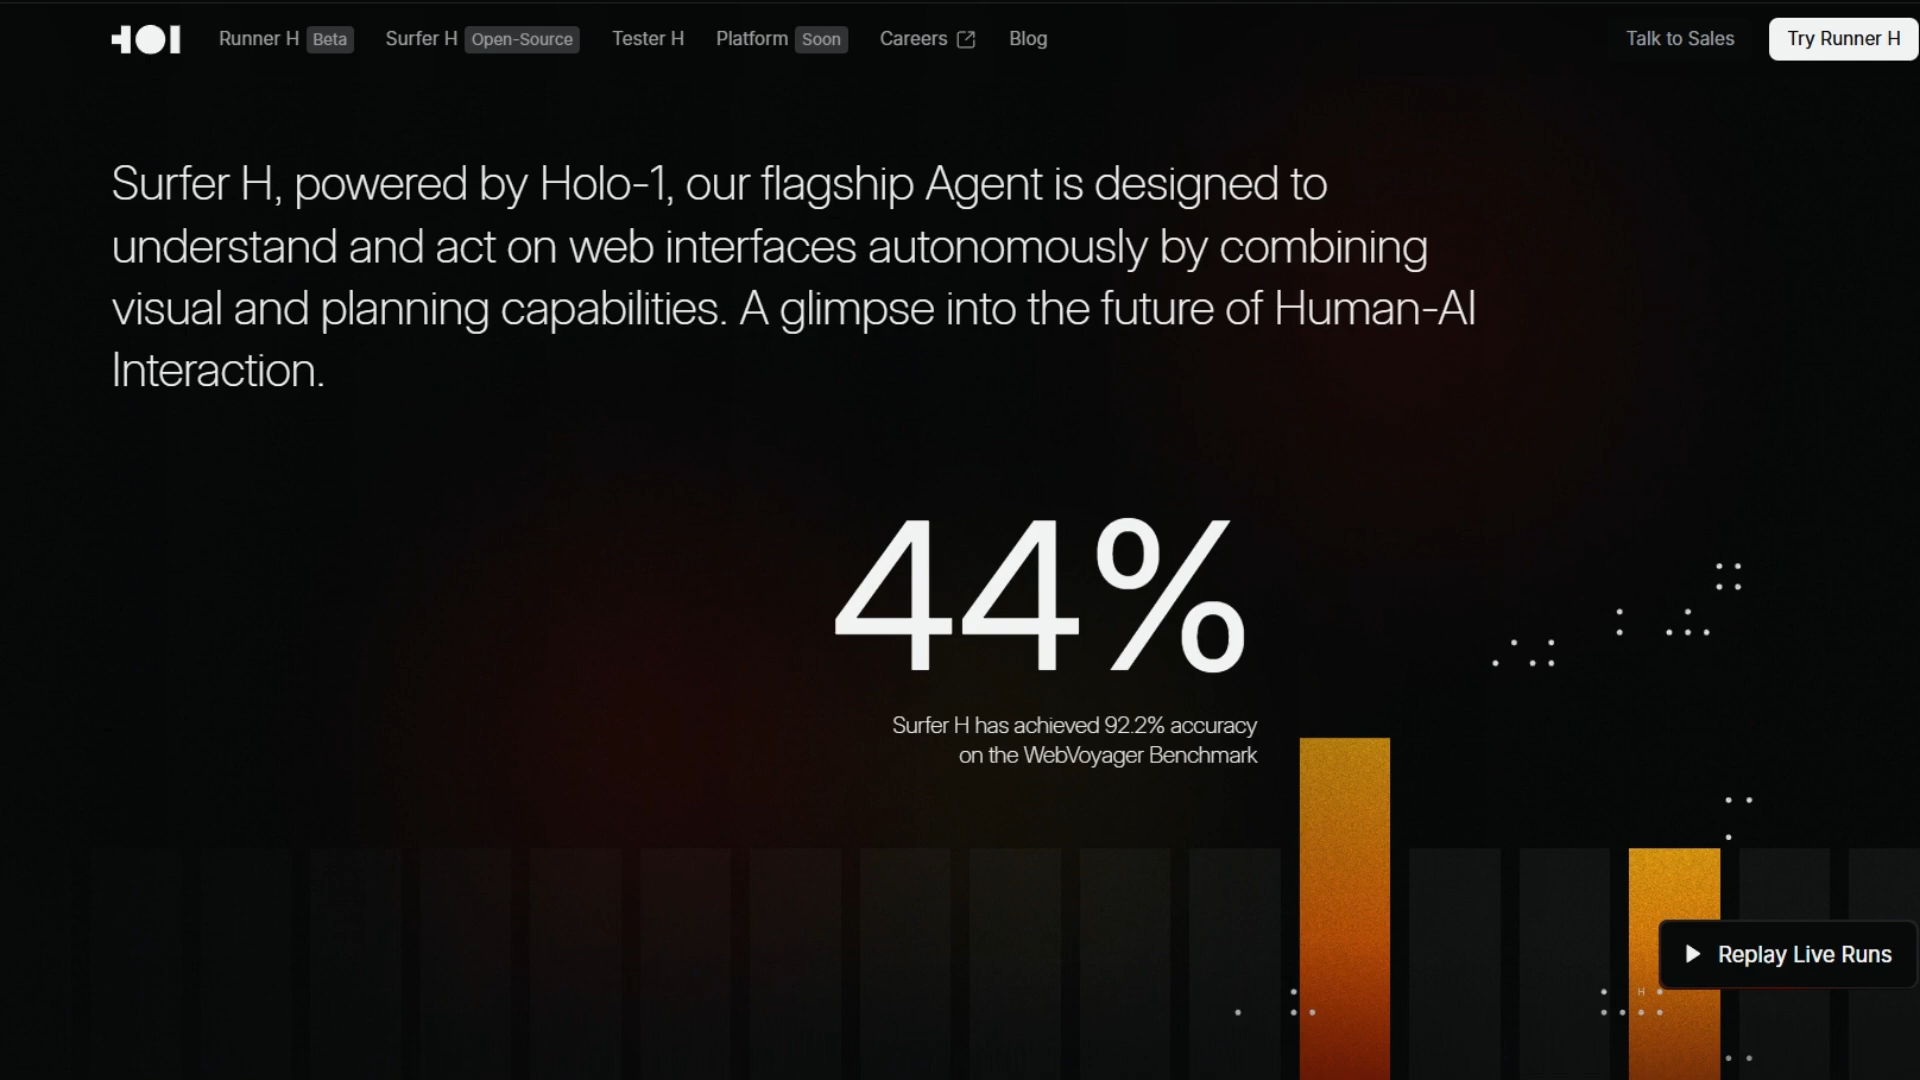 Runner H Beta Surfer H Open-Source Tester H Platform Soon Careers Blog Talk to Sales Try Runner H
Surfer H, powered by Holo-1, our flagship Agent is designed to
understand and act on web interfaces autonomously by combining
visual and planning capabilities. A glimpse into the future of Human-AI
Interaction.
44%
Surfer H has achieved 92.2% accuracy
on the WebVoyager Benchmark
Replay Live Runs
H